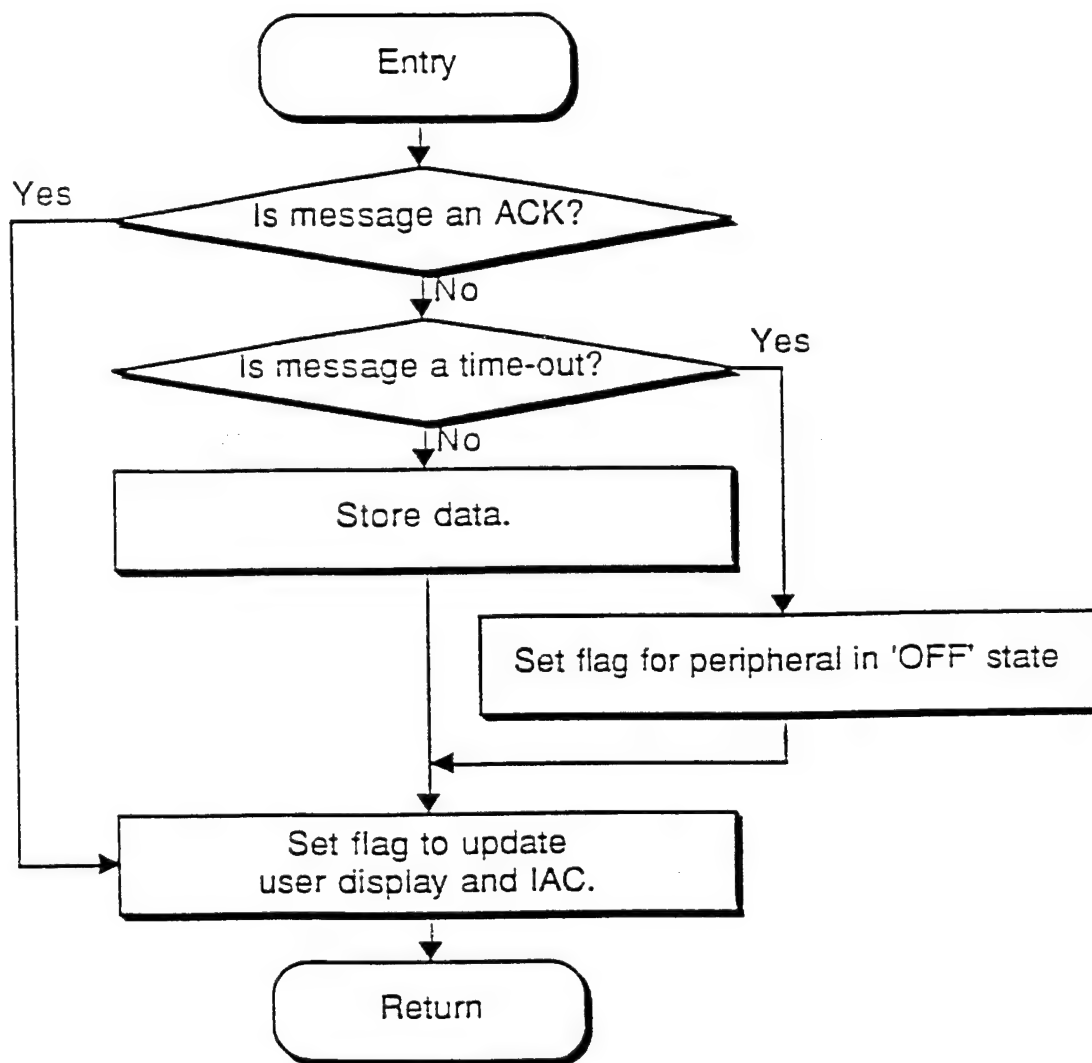 Entry
Yes
Is message an ACK?
No
Is message a time-out?
Yes
No
Store data.
Set flag for peripheral in 'OFF' state
Set flag to update
user display and IAC.
Return